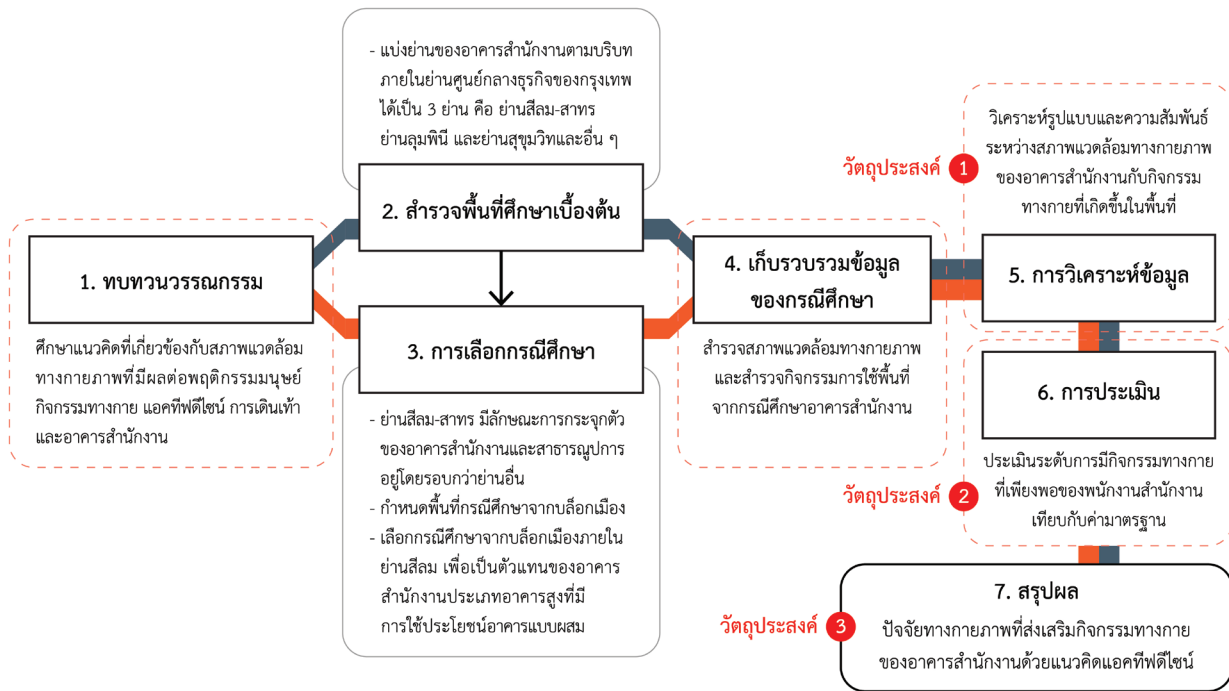 - แบ่งย่านของอาคารสำนักงานตามบริบท
ภายในย่านศูนย์กลางธุรกิจของกรุงเทพ
ได้เป็น 3 ย่าน คือ ย่านสีลม-สาทร
ย่านลุมพินี และย่านสุขุมวิทและอื่น ๆ
1. ทบทวนวรรณกรรม
ศึกษาแนวคิดที่เกี่ยวข้องกับสภาพแวดล้อม
ทางกายภาพที่มีผลต่อพฤติกรรมมนุษย์
กิจกรรมทางกาย แอคทีฟดีไซน์ การเดินเท้า
และอาคารสำนักงาน
2. สำรวจพื้นที่ศึกษาเบื้องต้น
3. การเลือกกรณีศึกษา
- ย่านสีลม-สาทร มีลักษณะการกระจุกตัว
ของอาคารสำนักงานและสาธารณูปการ
อยู่โดยรอบกว่าย่านอื่น
- กำหนดพื้นที่กรณีศึกษาจากบล็อกเมือง
- เลือกกรณีศึกษาจากบล็อกเมืองภายใน
ย่านสีลม เพื่อเป็นตัวแทนของอาคาร
สำนักงานประเภทอาคารสูงที่มี
การใช้ประโยชน์อาคารแบบผสม
4. เก็บรวบรวมข้อมูล
ของกรณีศึกษา
สำรวจสภาพแวดล้อมทางกายภาพ
และสำรวจกิจกรรมการใช้พื้นที่
จากกรณีศึกษาอาคารสำนักงาน
วัตถุประสงค์ 1
วิเคราะห์รูปแบบและความสัมพันธ์
ระหว่างสภาพแวดล้อมทางกายภาพ
ของอาคารสำนักงานกับกิจกรรม
ทางกายที่เกิดขึ้นในพื้นที่
5. การวิเคราะห์ข้อมูล
6. การประเมิน
วัตถุประสงค์ 2
ประเมินระดับการมีกิจกรรมทางกาย
ที่เพียงพอของพนักงานสำนักงาน
เทียบกับค่ามาตรฐาน
วัตถุประสงค์ 3
7. สรุปผล
ปัจจัยทางกายภาพที่ส่งเสริมกิจกรรมทางกาย
ของอาคารสำนักงานด้วยแนวคิดแอคทีฟดีไซน์